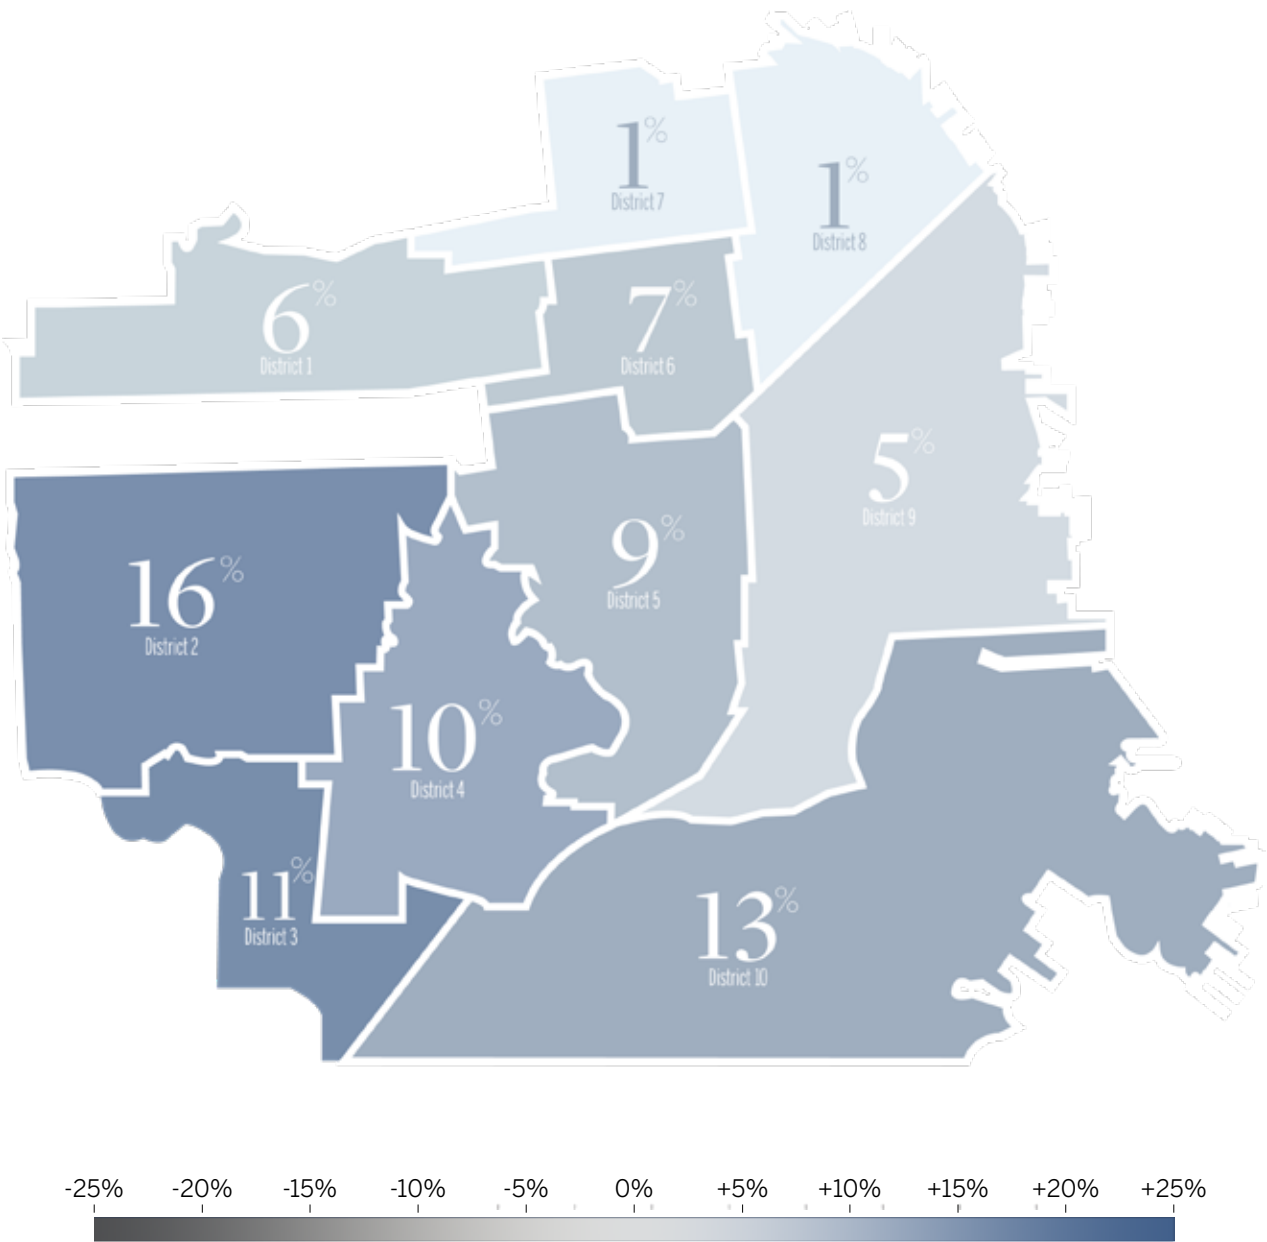 1%
District 7
1%
District 8
6%
District 1
7%
District 6
5%
District 9
9%
District 5
16%
District 2
10%
District 4
11%
District 3
13%
District 10
-25% -20% -15% -10% -5% 0% +5% +10% +15% +20% +25%